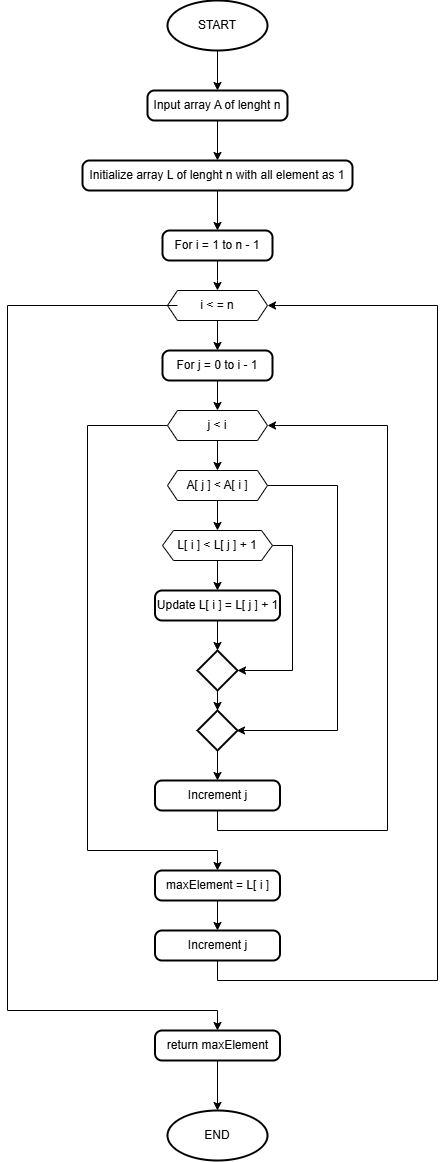 START
Input array A of lenght n
Initialize array L of lenght n with all element as 1
For i = 1 to n - 1
i < = n
For j = 0 to i - 1
j < i
A[ j ] < A[ i ]
L[ i ] < L[ j ] + 1
Update L[ i ] = L[ j ] + 1
Increment j
maxElement = L[ i ]
Increment j
return maxElement
END